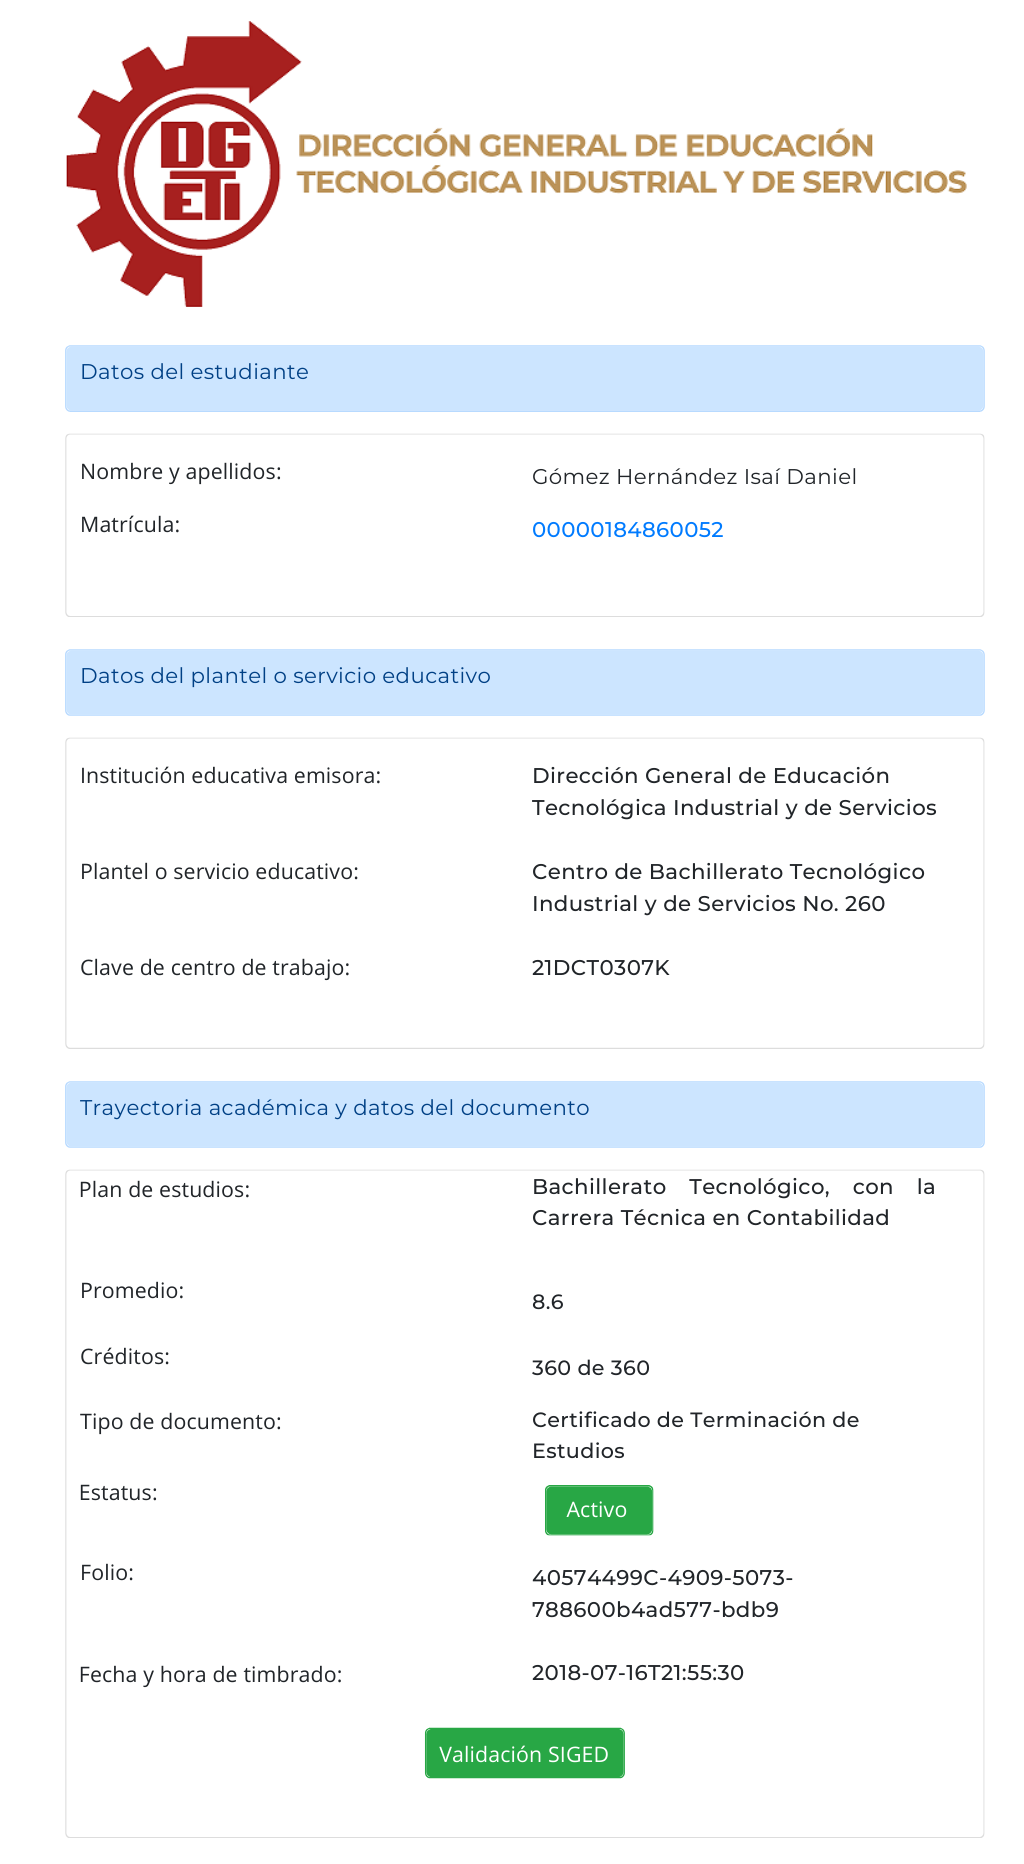 DG
ETI
DIRECCIÓN GENERAL DE EDUCACIÓN
TECNOLÓGICA INDUSTRIAL Y DE SERVICIOS
Datos del estudiante
Nombre y apellidos:
Gómez Hernández Isaí Daniel
Matrícula:
00000184860052
Datos del plantel o servicio educativo
Institución educativa emisora:
Dirección General de Educación
Tecnológica Industrial y de Servicios
Plantel o servicio educativo:
Centro de Bachillerato Tecnológico
Industrial y de Servicios No. 260
Clave de centro de trabajo:
21DCT0307K
Trayectoria académica y datos del documento
Plan de estudios:
Bachillerato Tecnológico, con la
Carrera Técnica en Contabilidad
Promedio:
8.6
Créditos:
360 de 360
Tipo de documento:
Certificado de Terminación de
Estudios
Estatus:
Activo
Folio:
40574499C-4909-5073-
788600b4ad577-bdb9
Fecha y hora de timbrado:
2018-07-16T21:55:30
Validación SIGED